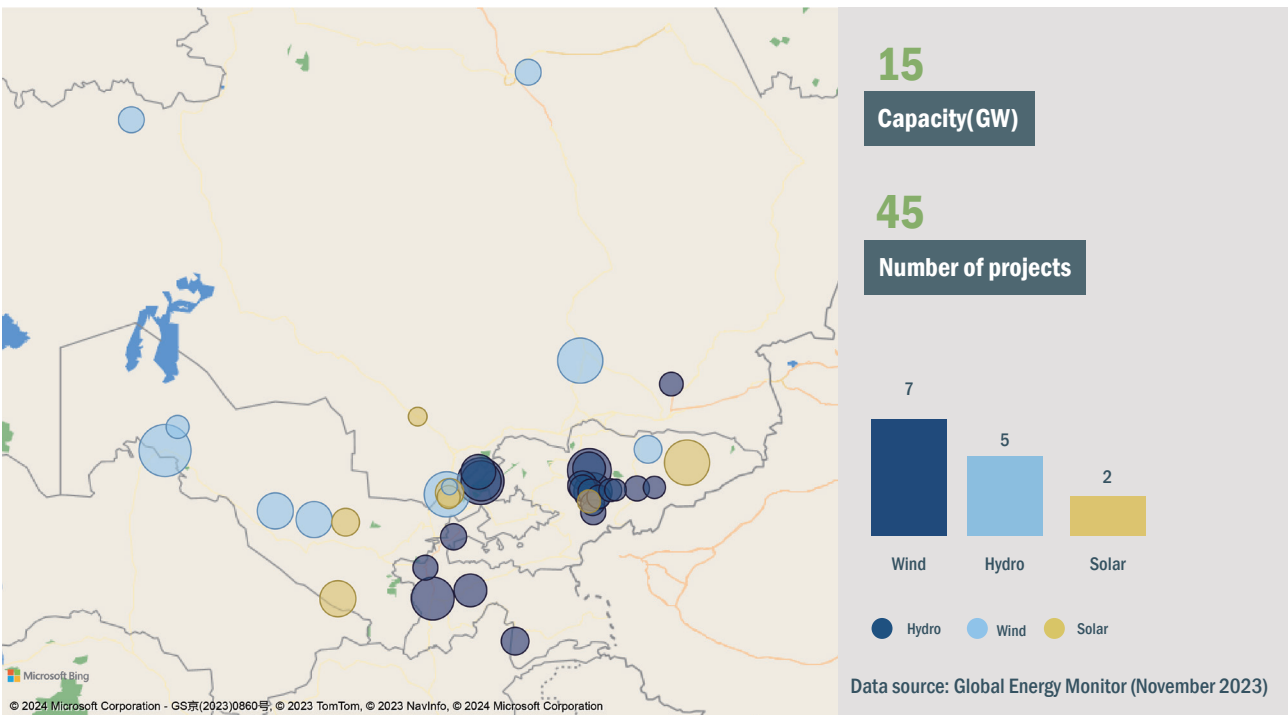 15
Capacity(GW)
45
Number of projects
7
5
2
Wind
Hydro
Solar
Hydro
Wind
Solar
Data source: Global Energy Monitor (November 2023)
Microsoft Bing
© 2024 Microsoft Corporation - GS京(2023)0860号, © 2023 TomTom, © 2023 NavInfo, © 2024 Microsoft Corporation